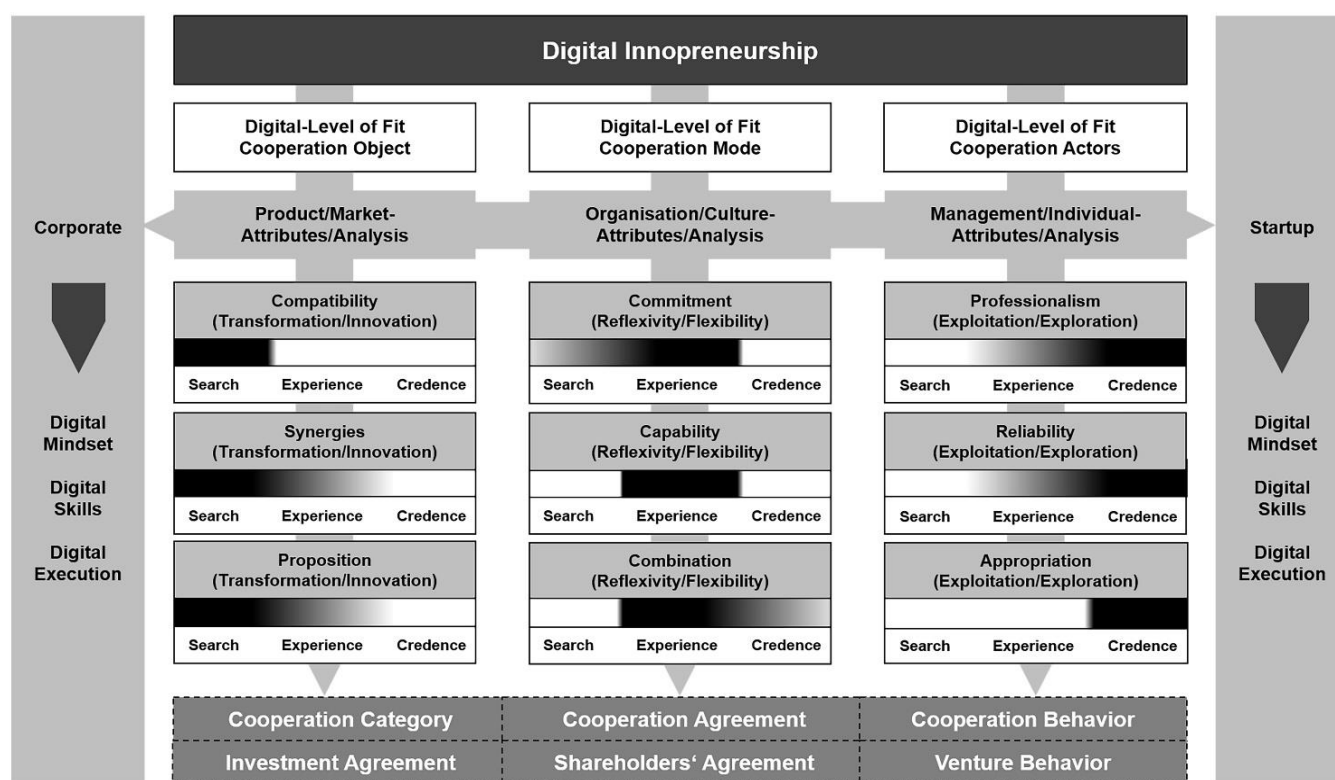 Digital Innopreneurship
Digital-Level of Fit
Cooperation Object
Digital-Level of Fit
Cooperation Mode
Digital-Level of Fit
Cooperation Actors
Corporate
Product/Market-
Attributes/Analysis
Organisation/Culture-
Attributes/Analysis
Management/Individual-
Attributes/Analysis
Startup
Compatibility
(Transformation/Innovation)
Search Experience Credence
Commitment
(Reflexivity/Flexibility)
Search Experience Credence
Professionalism
(Exploitation/Exploration)
Search Experience Credence
Digital
Mindset
Digital
Skills
Digital
Execution
Synergies
(Transformation/Innovation)
Search Experience Credence
Capability
(Reflexivity/Flexibility)
Search Experience Credence
Reliability
(Exploitation/Exploration)
Search Experience Credence
Digital
Mindset
Digital
Skills
Digital
Execution
Proposition
(Transformation/Innovation)
Search Experience Credence
Combination
(Reflexivity/Flexibility)
Search Experience Credence
Appropriation
(Exploitation/Exploration)
Search Experience Credence
Cooperation Category
Cooperation Agreement
Cooperation Behavior
Investment Agreement
Shareholders‘ Agreement
Venture Behavior